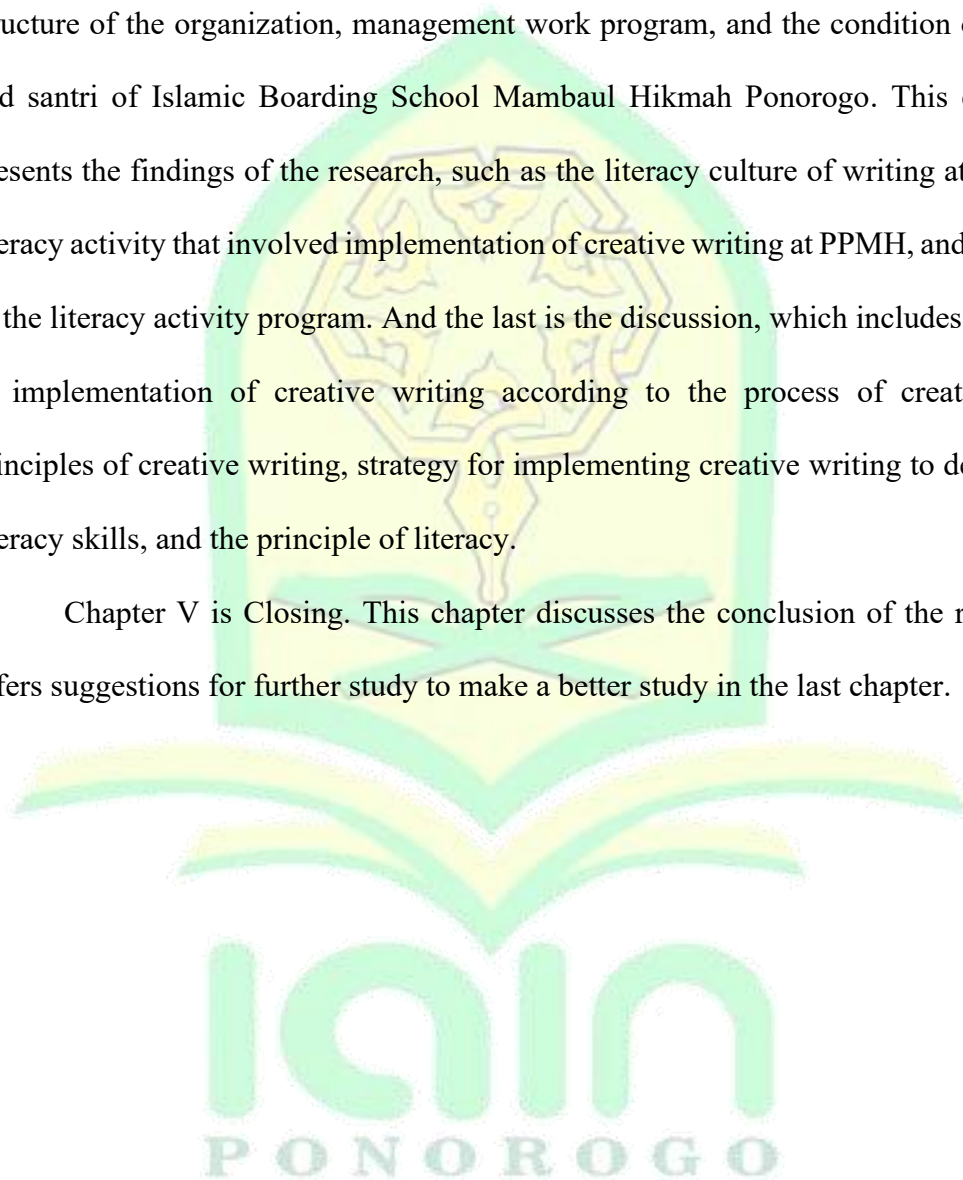 ucture of the organization, management work program, and the condition
d santri of Islamic Boarding School Mambaul Hikmah Ponorogo. This
esents the findings of the research, such as the literacy culture of writing at
eracy activity that involved implementation of creative writing at PPMH, and
the literacy activity program. And the last is the discussion, which includes
implementation of creative writing according to the process of creat
inciples of creative writing, strategy for implementing creative writing to de
eracy skills, and the principle of literacy.
Chapter V is Closing. This chapter discusses the conclusion of the r
fers suggestions for further study to make a better study in the last chapter.
IAIN
PONOROGO